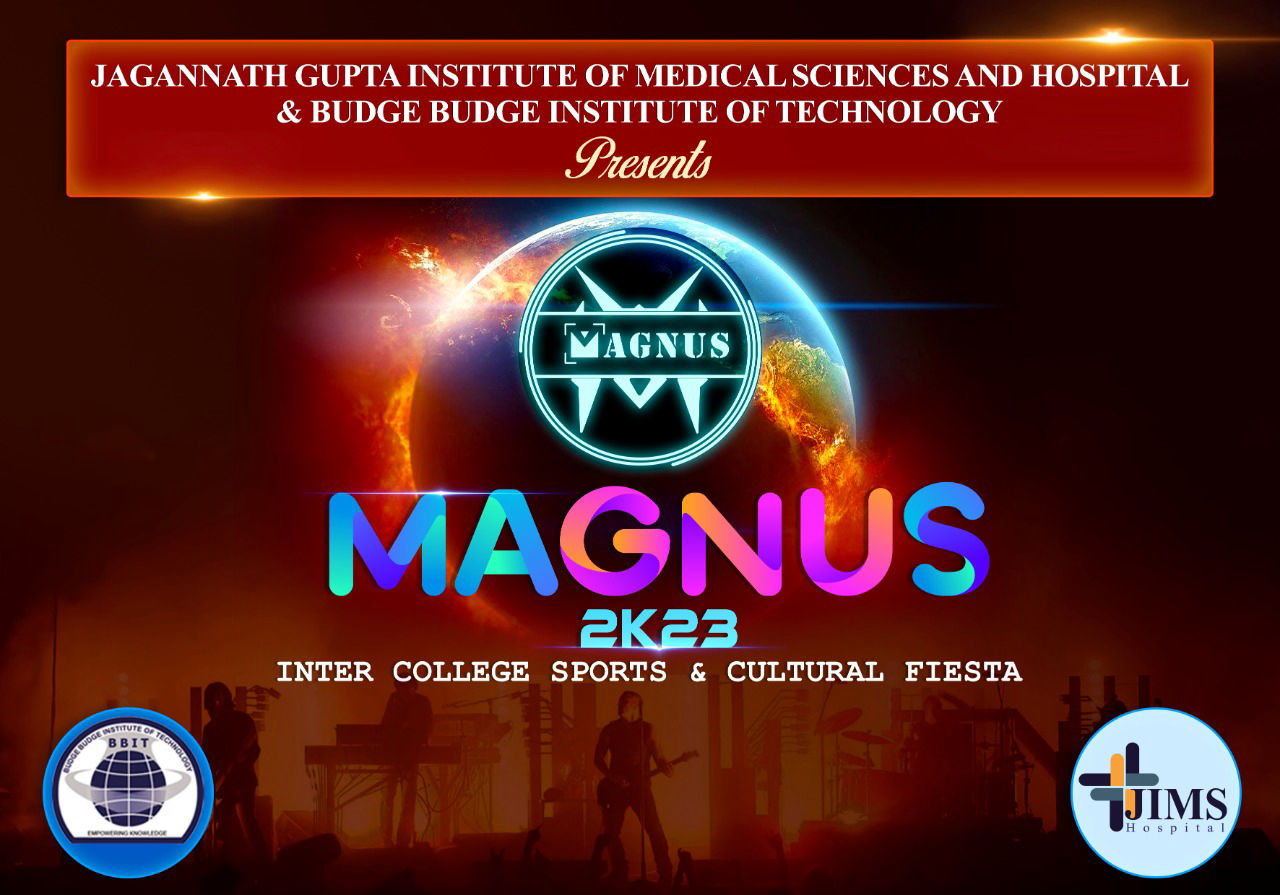 JAGANNATH GUPTA INSTITUTE OF MEDICAL SCIENCES AND HOSPITAL
& BUDGE BUDGE INSTITUTE OF TECHNOLOGY
Presents
MAGNUS
MAGNUS
2K23
INTER COLLEGE SPORTS & CULTURAL FIESTA
BUDGE BUDGE INSTITUTE OF TECHNOLOGY
BBIT
EMPOWERING KNOWLEDGE
JIMS
Hospital